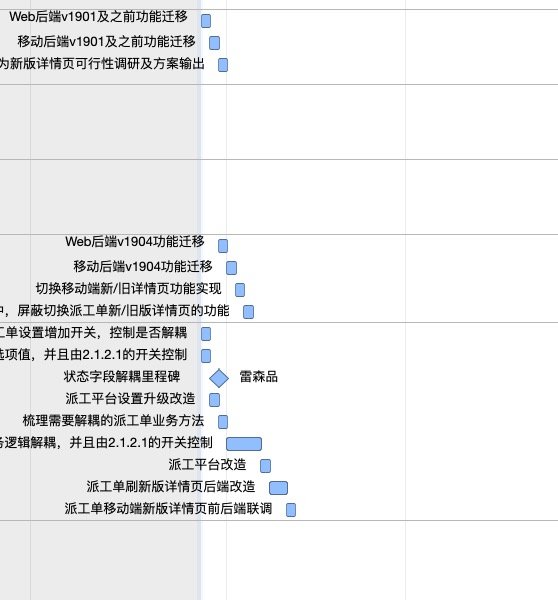 Web后端v1901及之前功能迁移
移动后端v1901及之前功能迁移
为新版详情页可行性调研及方案输出
Web后端v1904功能迁移
移动后端v1904功能迁移
切换移动端新/旧详情页功能实现
，屏蔽切换派工单新/旧版详情页的功能
工单设置增加开关，控制是否解耦
选项值，并且由2.1.2.1的开关控制
状态字段解耦里程碑 雷森品
派工平台设置升级改造
梳理需要解耦的派工单业务方法
务逻辑解耦，并且由2.1.2.1的开关控制
派工平台改造
派工单刷新版详情页后端改造
派工单移动端新版详情页前后端联调